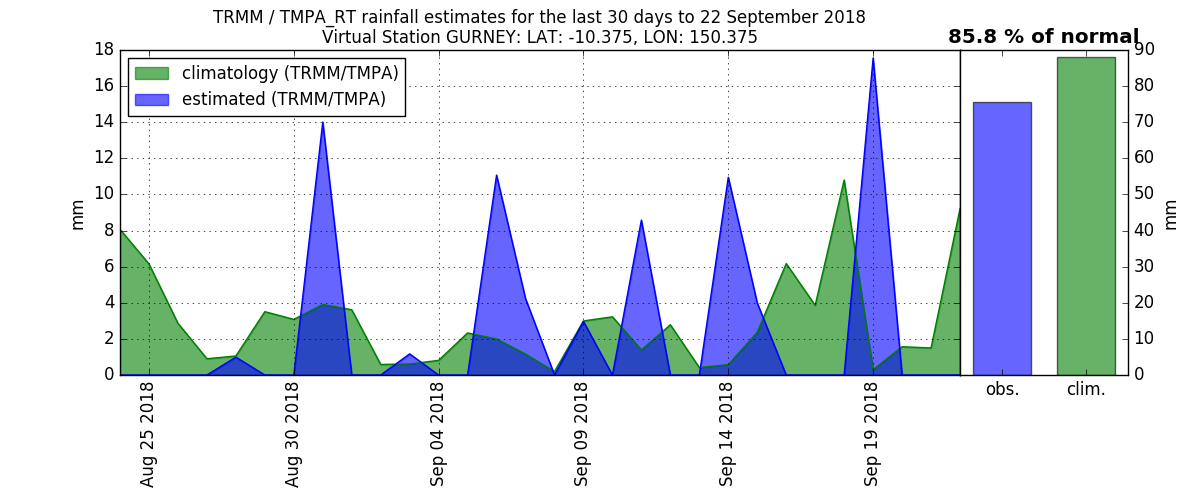 TRMM / TMPA_RT rainfall estimates for the last 30 days to 22 September 2018
Virtual Station GURNEY: LAT: -10.375, LON: 150.375
85.8 % of normal
climatology (TRMM/TMPA)
estimated (TRMM/TMPA)
18
16
14
12
10
8
6
4
2
0
mm
Aug 25 2018
Aug 30 2018
Sep 04 2018
Sep 09 2018
Sep 14 2018
Sep 19 2018
90
80
70
60
50
40
30
20
10
0
mm
obs.
clim.